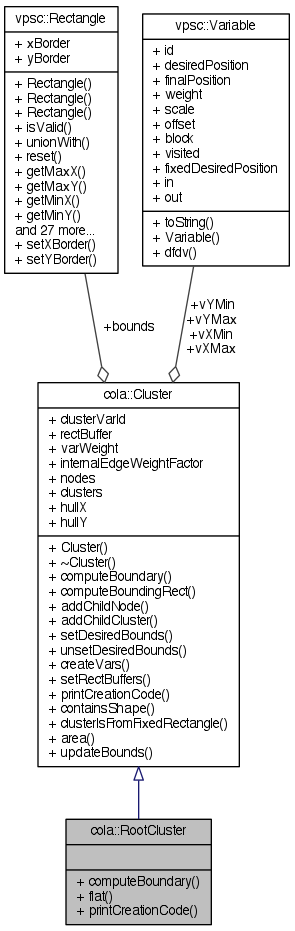 vpsc::Rectangle
+ xBorder
+ yBorder
+ Rectangle()
+ Rectangle()
+ Rectangle()
+ isValid()
+ unionWith()
+ reset()
+ getMaxX()
+ getMaxY()
+ getMinX()
+ getMinY()
and 27 more...
+ setXBorder()
+ setYBorder()
vpsc::Variable
+ id
+ desiredPosition
+ finalPosition
+ weight
+ scale
+ offset
+ block
+ visited
+ fixedDesiredPosition
+ in
+ out
+ toString()
+ Variable()
+ dfdv()
+bounds
+vYMin
+vYMax
+vXMin
+vXMax
cola::Cluster
+ clusterVarId
+ rectBuffer
+ varWeight
+ internalEdgeWeightFactor
+ nodes
+ clusters
+ hullX
+ hullY
+ Cluster()
+ ~Cluster()
+ computeBoundary()
+ computeBoundingRect()
+ addChildNode()
+ addChildCluster()
+ setDesiredBounds()
+ unsetDesiredBounds()
+ createVars()
+ setRectBuffers()
+ printCreationCode()
+ containsShape()
+ clusterIsFromFixedRectangle()
+ area()
+ updateBounds()
cola::RootCluster
+ computeBoundary()
+ flat()
+ printCreationCode()